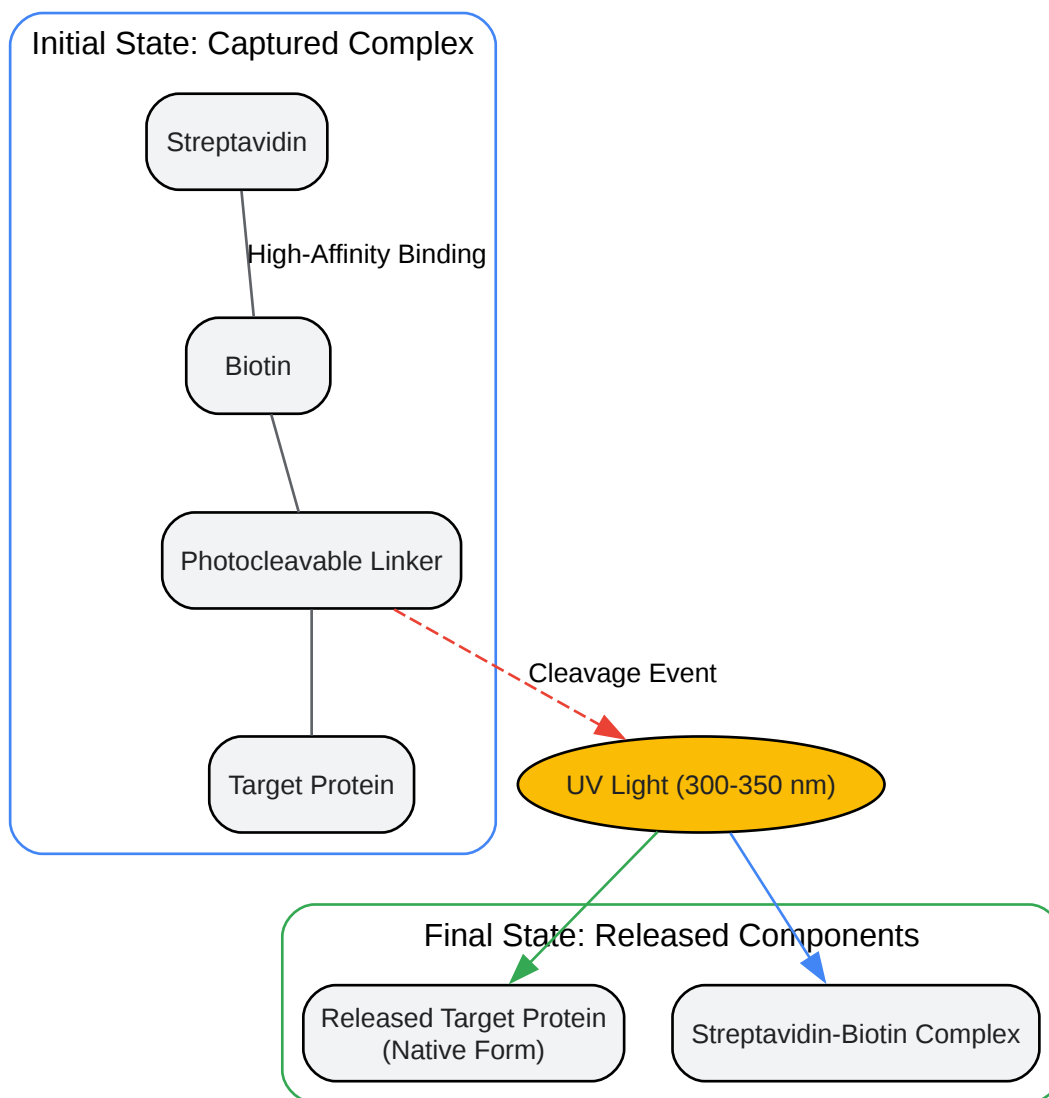 Initial State: Captured Complex
Streptavidin
High-Affinity Binding
Biotin
Photocleavable Linker
Cleavage Event
Target Protein
UV Light (300-350 nm)
Final State: Released Components
Released Target Protein
(Native Form)
Streptavidin-Biotin Complex